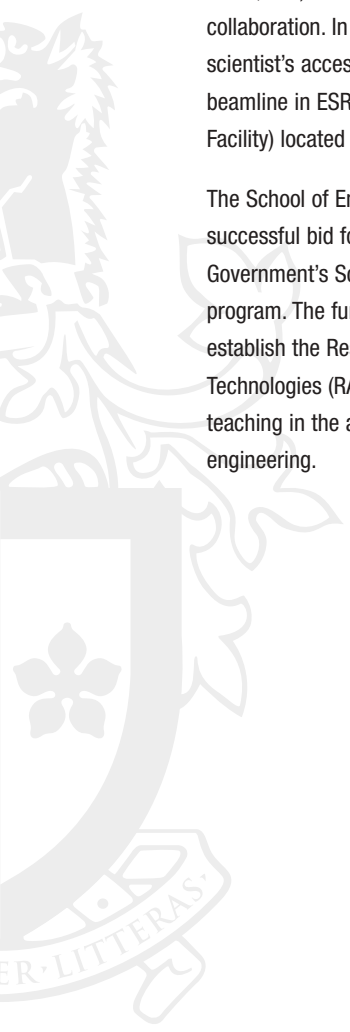 collaboration. In
scientist’s acces
beamline in ESR
Facility) located
The School of En
successful bid fo
Government’s Sc
program. The fu
establish the Re
Technologies (RA
teaching in the a
engineering.
ER·LITTERAS·